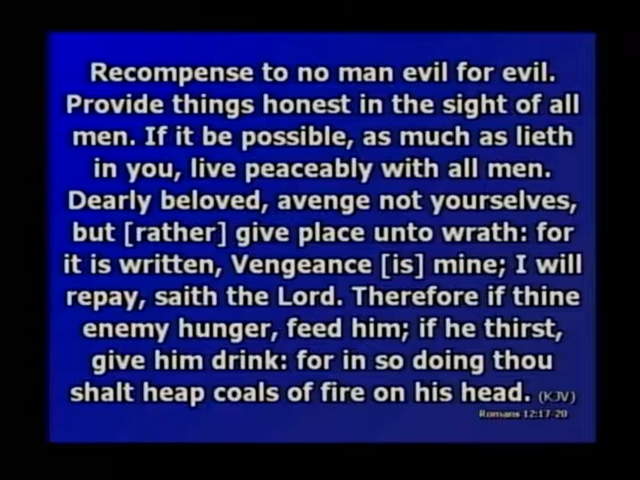 Recompense to no man evil for evil.
Provide things honest in the sight of all
men. If it be possible, as much as lieth
in you, live peaceably with all men.
Dearly beloved, avenge not yourselves,
but [rather] give place unto wrath: for
it is written, Vengeance [is] mine; I will
repay, saith the Lord. Therefore if thine
enemy hunger, feed him; if he thirst,
give him drink: for in so doing thou
shalt heap coals of fire on his head. (KJV)
Romans 12:17-20